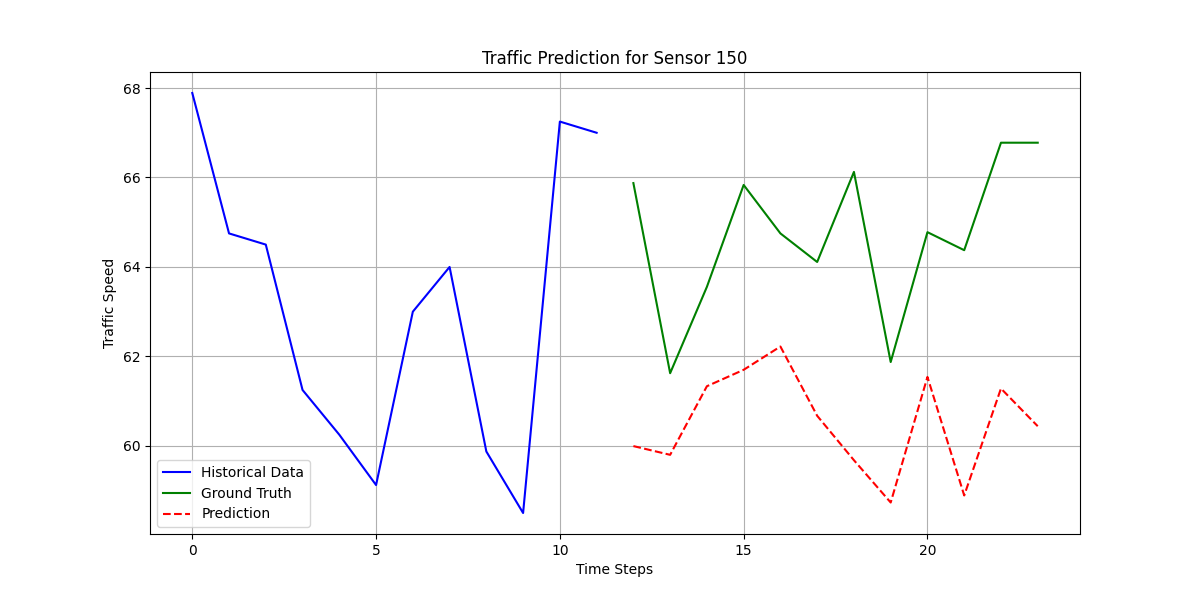 Traffic Prediction for Sensor 150
Traffic Speed
68
66
64
62
60
Historical Data
Ground Truth
Prediction
0 5 10 15 20
Time Steps